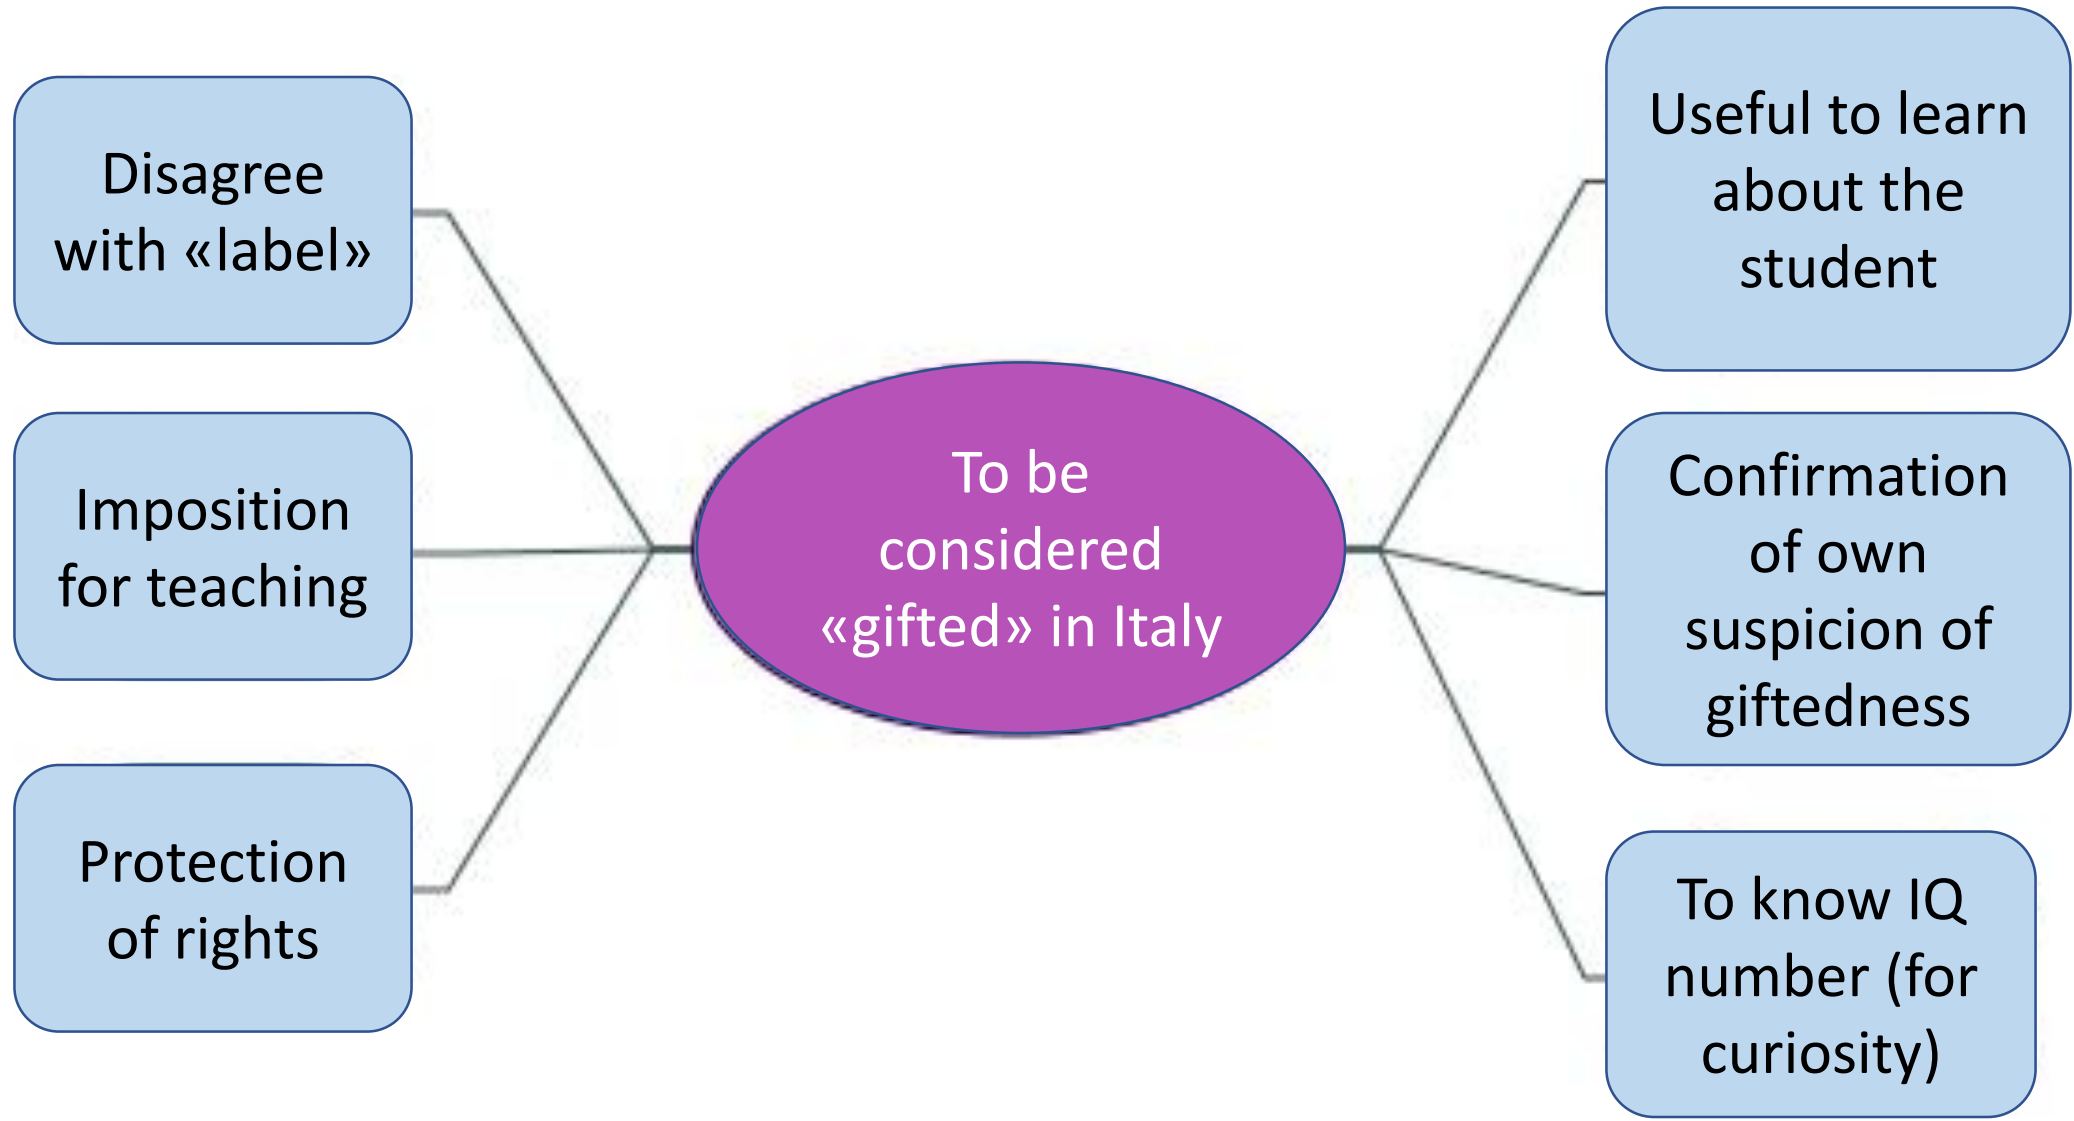 Disagree
with «label»
Imposition
for teaching
Protection
of rights
To be
considered
«gifted» in Italy
Useful to learn
about the
student
Confirmation
of own
suspicion of
giftedness
To know IQ
number (for
curiosity)